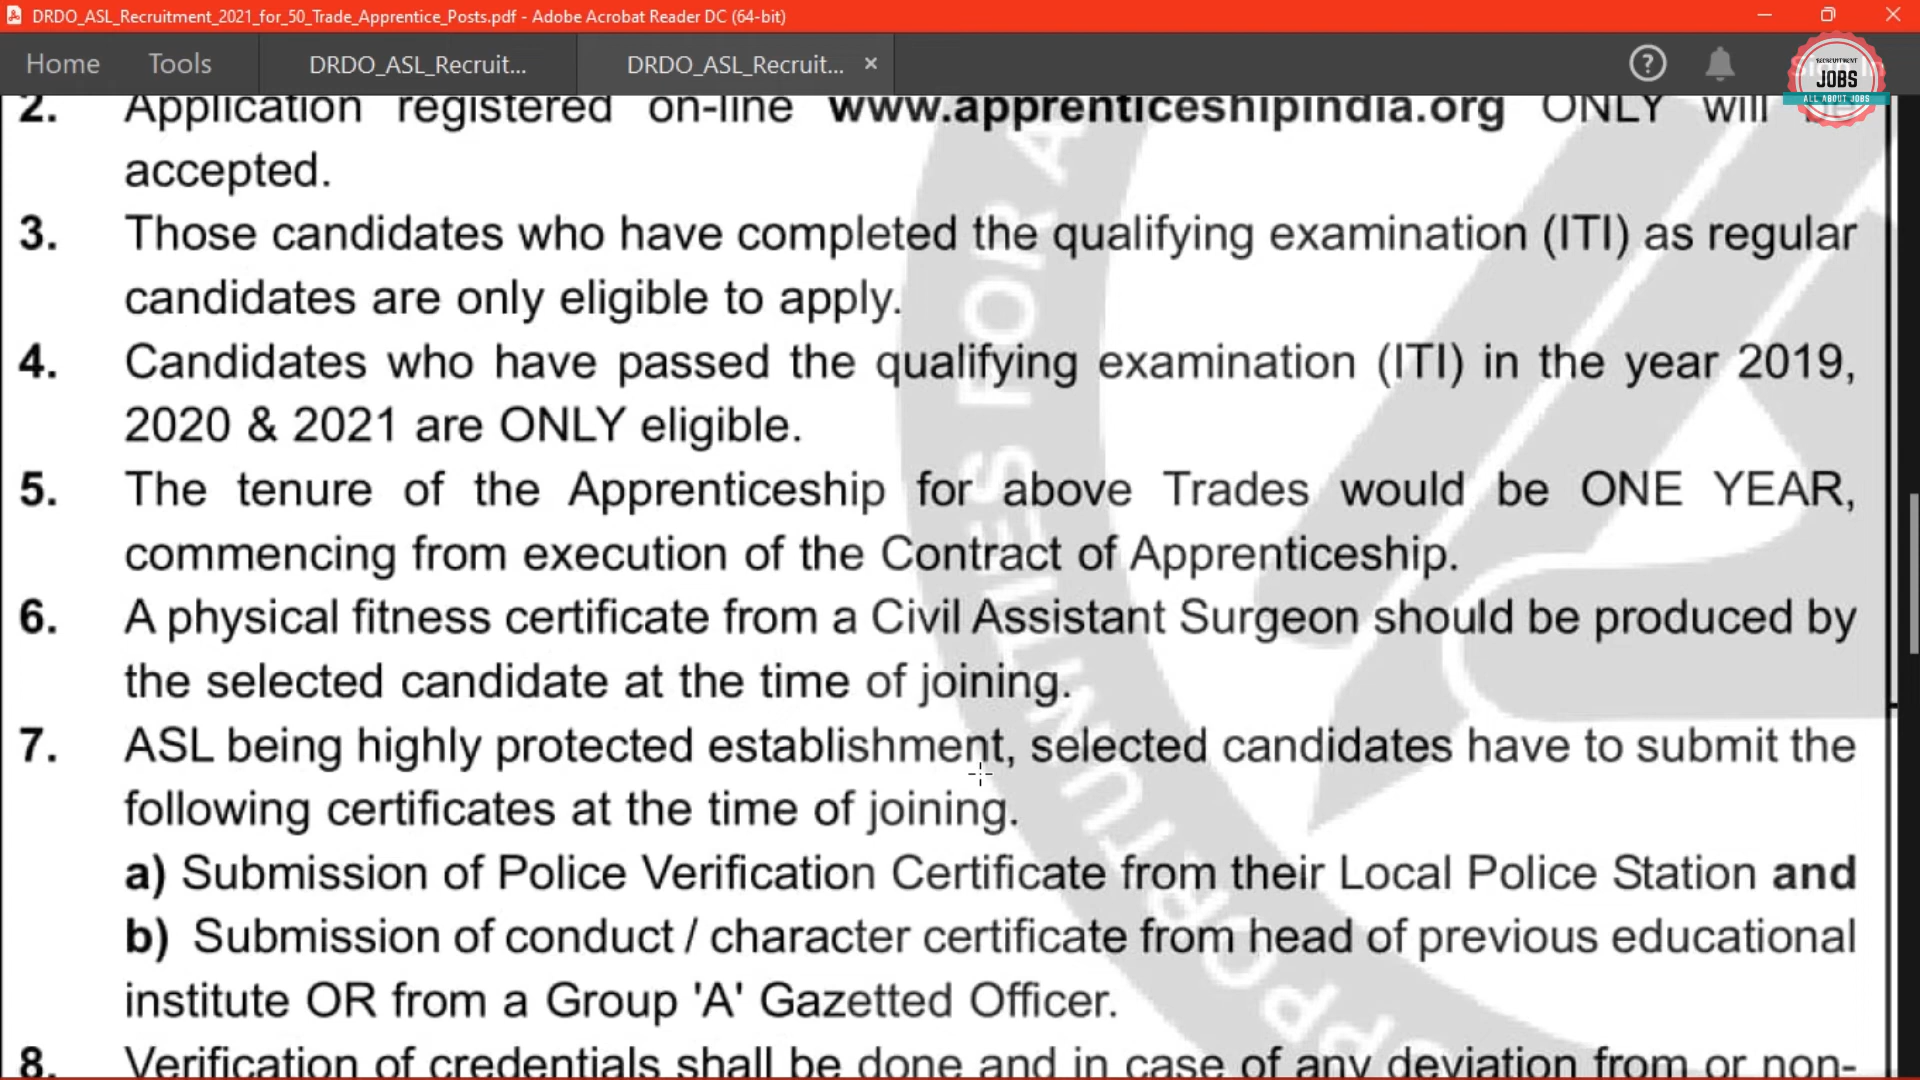 DRDO_ASL_Recruitment_2021_for_50_Trade_Apprentice_Posts.pdf - Adobe Acrobat Reader DC (64-bit)
Home Tools DRDO_ASL_Recruit... DRDO_ASL_Recruit... ×
RECRUITMENT
JOBS
ALL ABOUT JOBS
2. Application registered on-line www.apprenticeshipindia.org ONLY will
accepted.
3. Those candidates who have completed the qualifying examination (ITI) as regular
candidates are only eligible to apply.
4. Candidates who have passed the qualifying examination (ITI) in the year 2019,
2020 & 2021 are ONLY eligible.
5. The tenure of the Apprenticeship for above Trades would be ONE YEAR,
commencing from execution of the Contract of Apprenticeship.
6. A physical fitness certificate from a Civil Assistant Surgeon should be produced by
the selected candidate at the time of joining.
7. ASL being highly protected establishment, selected candidates have to submit the
following certificates at the time of joining.
a) Submission of Police Verification Certificate from their Local Police Station and
b) Submission of conduct / character certificate from head of previous educational
institute OR from a Group 'A' Gazetted Officer.
8. Verification of credentials shall be done and in case of any deviation from or non-
OPPORTUNITIES FOR A